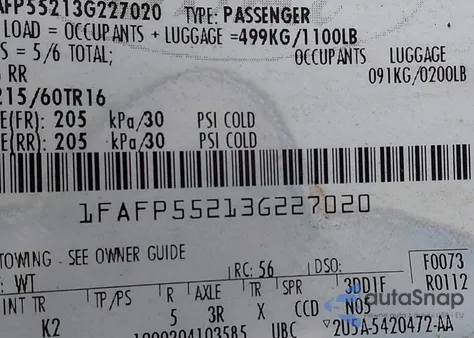 AFP55213G227020 TYPE: PASSENGER
LOAD = OCCUPANTS + LUGGAGE =499KG/1100LB
S = 5/6 TOTAL; OCCUPANTS LUGGAGE
RR 091KG/0200LB
215/60TR16
E(FR): 205 kPa/30 PSI COLD
E(RR): 205 kPa/30 PSI COLD
1FAFP55213G227020
TOWING - SEE OWNER GUIDE
: WT RC: 56 DSO: F0073
INT TR TP/PS R AXLE TR SPR 3DD1F R0112
K2 5 3R X CCD N05
UBC ▽2U5A-5420472-AA
autaSnap